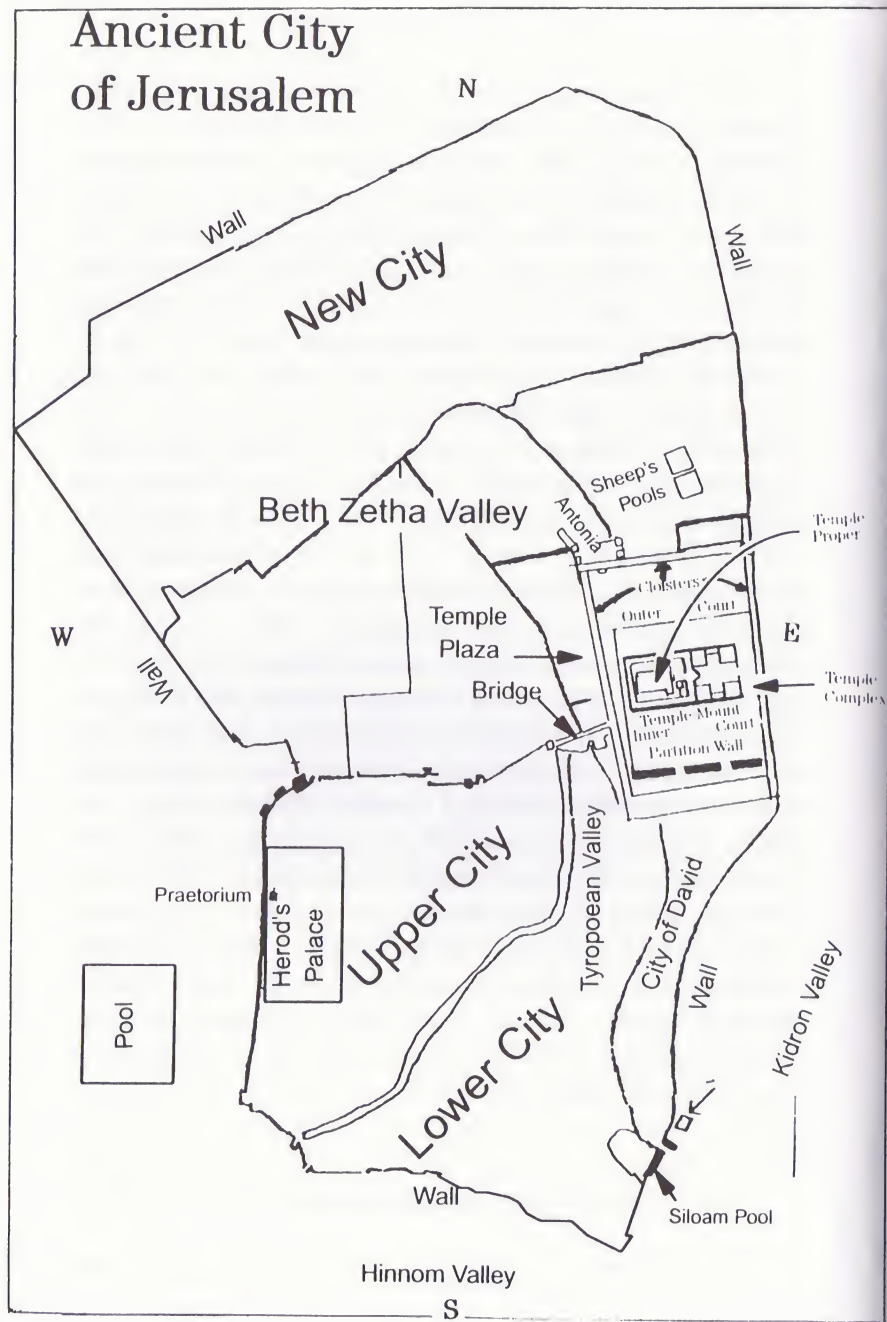 Ancient City
of Jerusalem
N
Wall
Wall
New City
Sheep's
Pools
Beth Zetha Valley
Antonia
Temple
Proper
Cloisters
Outer Court
Temple
Plaza
W
E
Wall
Bridge
Temple
Complex
Temple Mount
Inner Court
Partition Wall
Upper City
Tyropoean Valley
City of David
Praetorium
Herod's
Palace
Wall
Pool
Kidron Valley
Lower City
Wall
Siloam Pool
Hinnom Valley
S